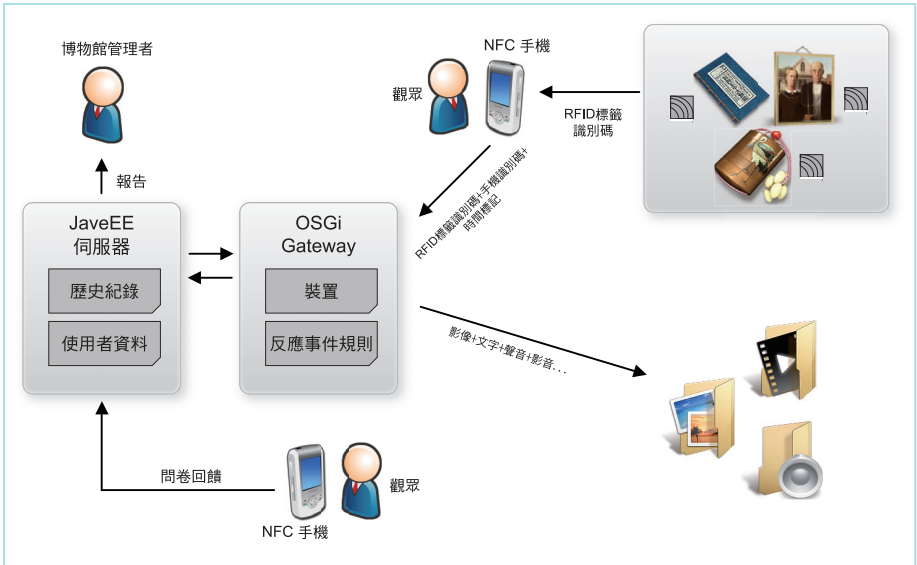 博物館管理者
NFC 手機
觀眾
RFID標籤
識別碼
報告
RFID標籤識別碼+手機識別碼+
時間標記
JaveEE
伺服器
歷史紀錄
使用者資料
OSGi
Gateway
裝置
反應事件規則
影像+文字+聲音+影音...
問卷回饋
觀眾
NFC 手機